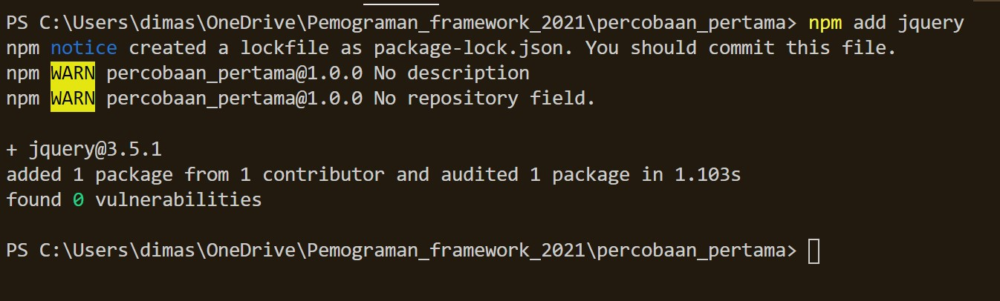 PS C:\Users\dimas\OneDrive\Pemograman_framework_2021\percobaan_pertama> npm add jquery
npm notice created a lockfile as package-lock.json. You should commit this file.
npm WARN percobaan_pertama@1.0.0 No description
npm WARN percobaan_pertama@1.0.0 No repository field.
+ jquery@3.5.1
added 1 package from 1 contributor and audited 1 package in 1.103s
found 0 vulnerabilities
PS C:\Users\dimas\OneDrive\Pemograman_framework_2021\percobaan_pertama>